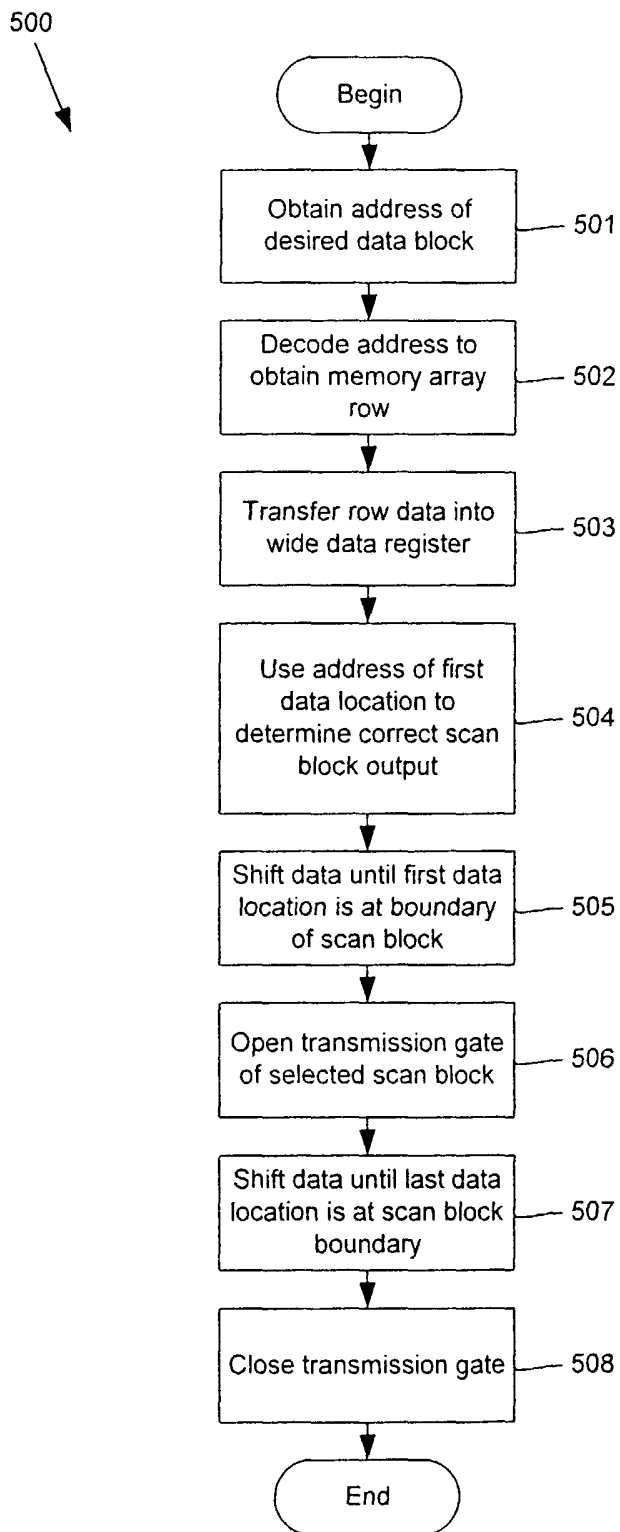 500
Begin
Obtain address of
desired data block
501
Decode address to
obtain memory array
row
502
Transfer row data into
wide data register
503
Use address of first
data location to
determine correct scan
block output
504
Shift data until first data
location is at boundary
of scan block
505
Open transmission gate
of selected scan block
506
Shift data until last data
location is at scan block
boundary
507
Close transmission gate
508
End